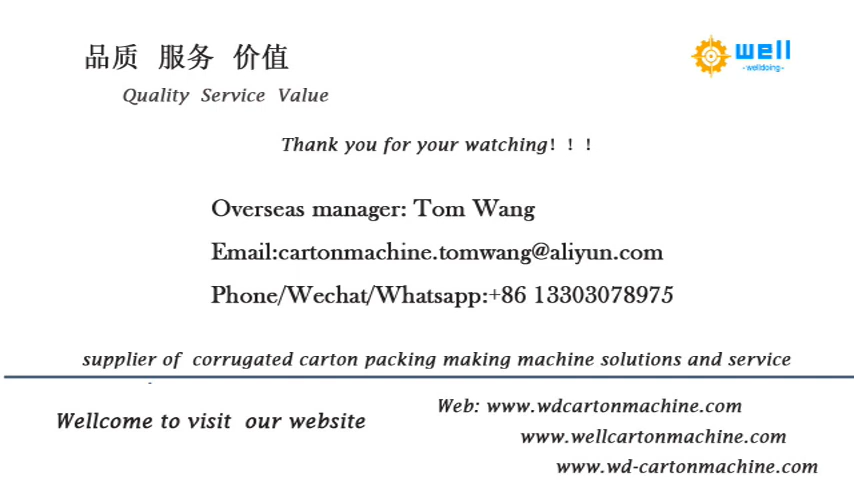 品质 服务 价值
well
-welldoing-
Quality Service Value
Thank you for your watching！！！
Overseas manager: Tom Wang
Email:cartonmachine.tomwang@aliyun.com
Phone/Wechat/Whatsapp:+86 13303078975
supplier of corrugated carton packing making machine solutions and service
Wellcome to visit our website
Web: www.wdcartonmachine.com
www.wellcartonmachine.com
www.wd-cartonmachine.com